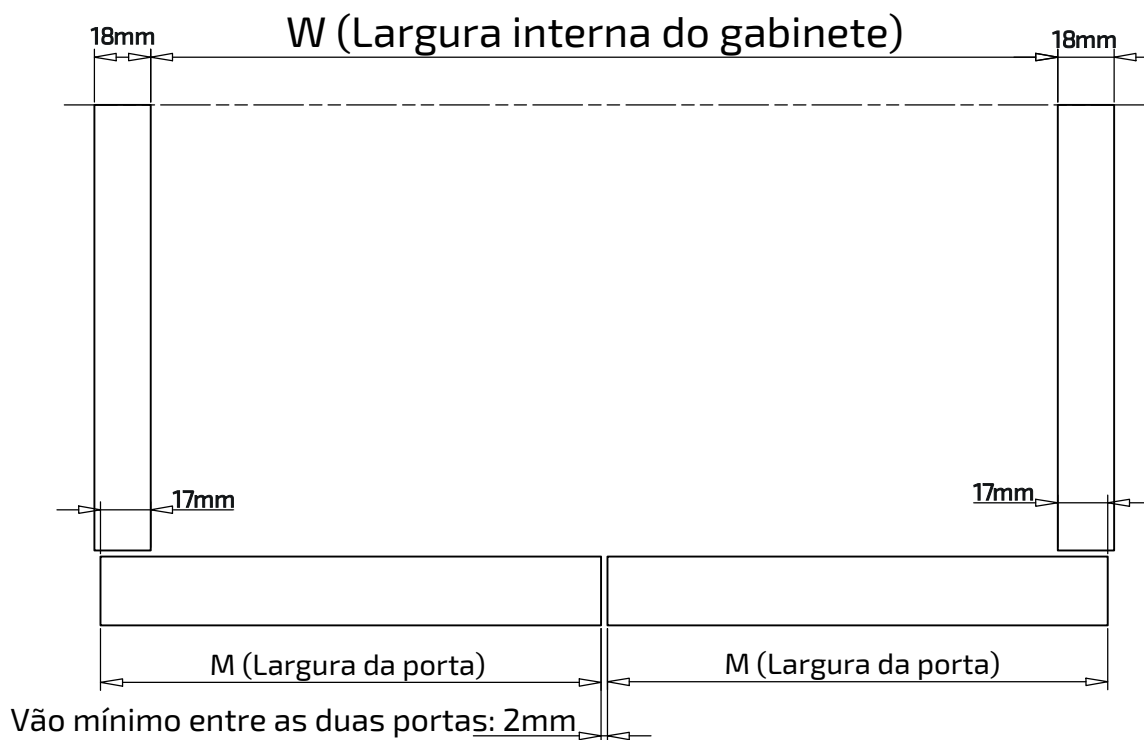 W (Largura interna do gabinete)
18mm
18mm
17mm
17mm
M (Largura da porta)
M (Largura da porta)
Vão mínimo entre as duas portas: 2mm